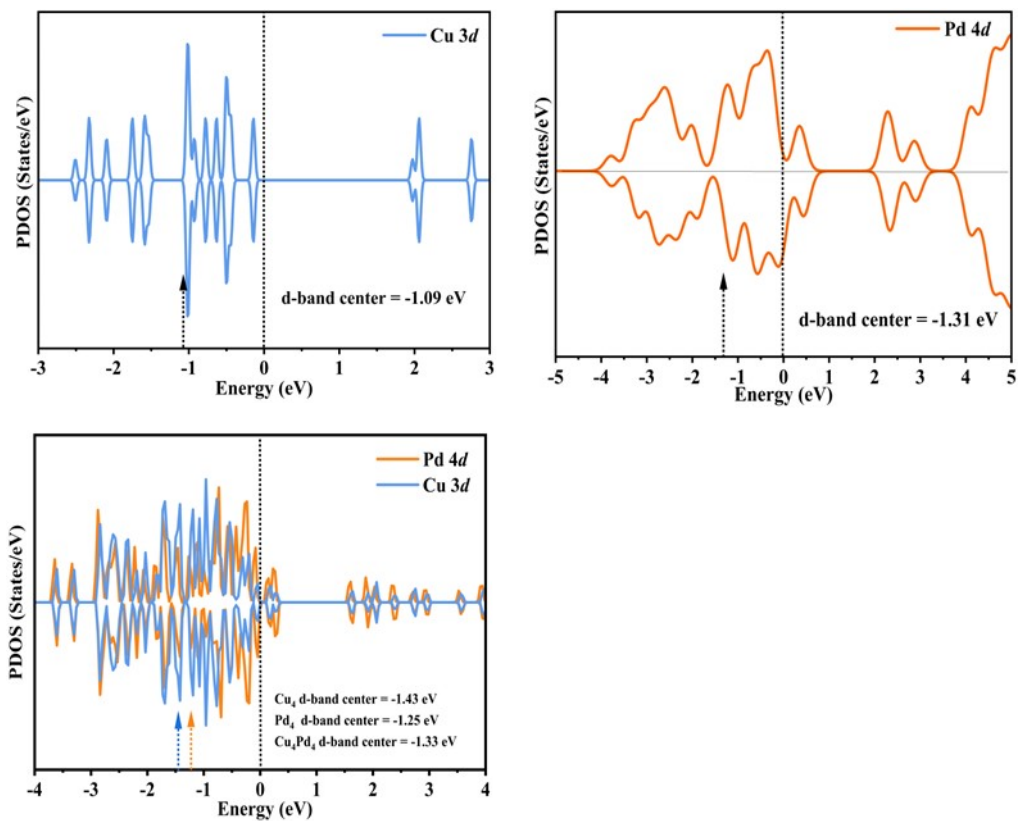 Cu 3d
PDOS (States/eV)
d-band center = -1.09 eV
-3 -2 -1 0 1 2 3
Energy (eV)
Pd 4d
PDOS (States/eV)
d-band center = -1.31 eV
-5 -4 -3 -2 -1 0 1 2 3 4 5
Energy (eV)
Pd 4d
Cu 3d
PDOS (States/eV)
Cu₄ d-band center = -1.43 eV
Pd₄ d-band center = -1.25 eV
Cu₄Pd₄ d-band center = -1.33 eV
-4 -3 -2 -1 0 1 2 3 4
Energy (eV)